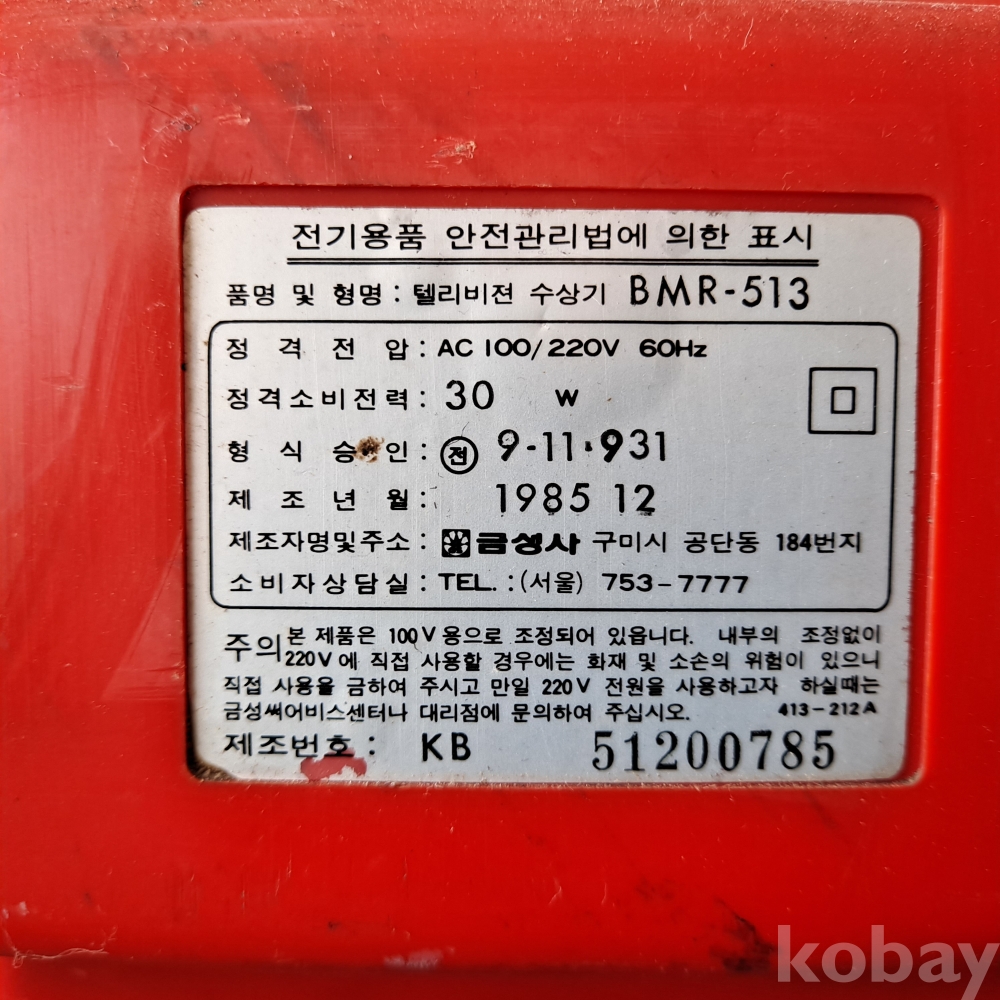 전기용품 안전관리법에 의한 표시
품명 및 형명 : 텔리비젼 수상기 BMR-513
정격전압 : AC 100/220V 60Hz
정격소비전력 : 30 W
형식승인 : 전 9-11-931
제조년월 : 1985 12
제조자명및주소 : 금성사 구미시 공단동 184번지
소비자상담실 : TEL. : (서울) 753-7777
주의 본 제품은 100V용으로 조정되어 있읍니다. 내부의 조정없이
220V에 직접 사용할 경우에는 화재 및 소손의 위험이 있으니
직접 사용을 금하여 주시고 만일 220V 전원을 사용하고자 하실때는
금성써어비스센터나 대리점에 문의하여 주십시오. 413-212A
제조번호 : KB 51200785
kobay